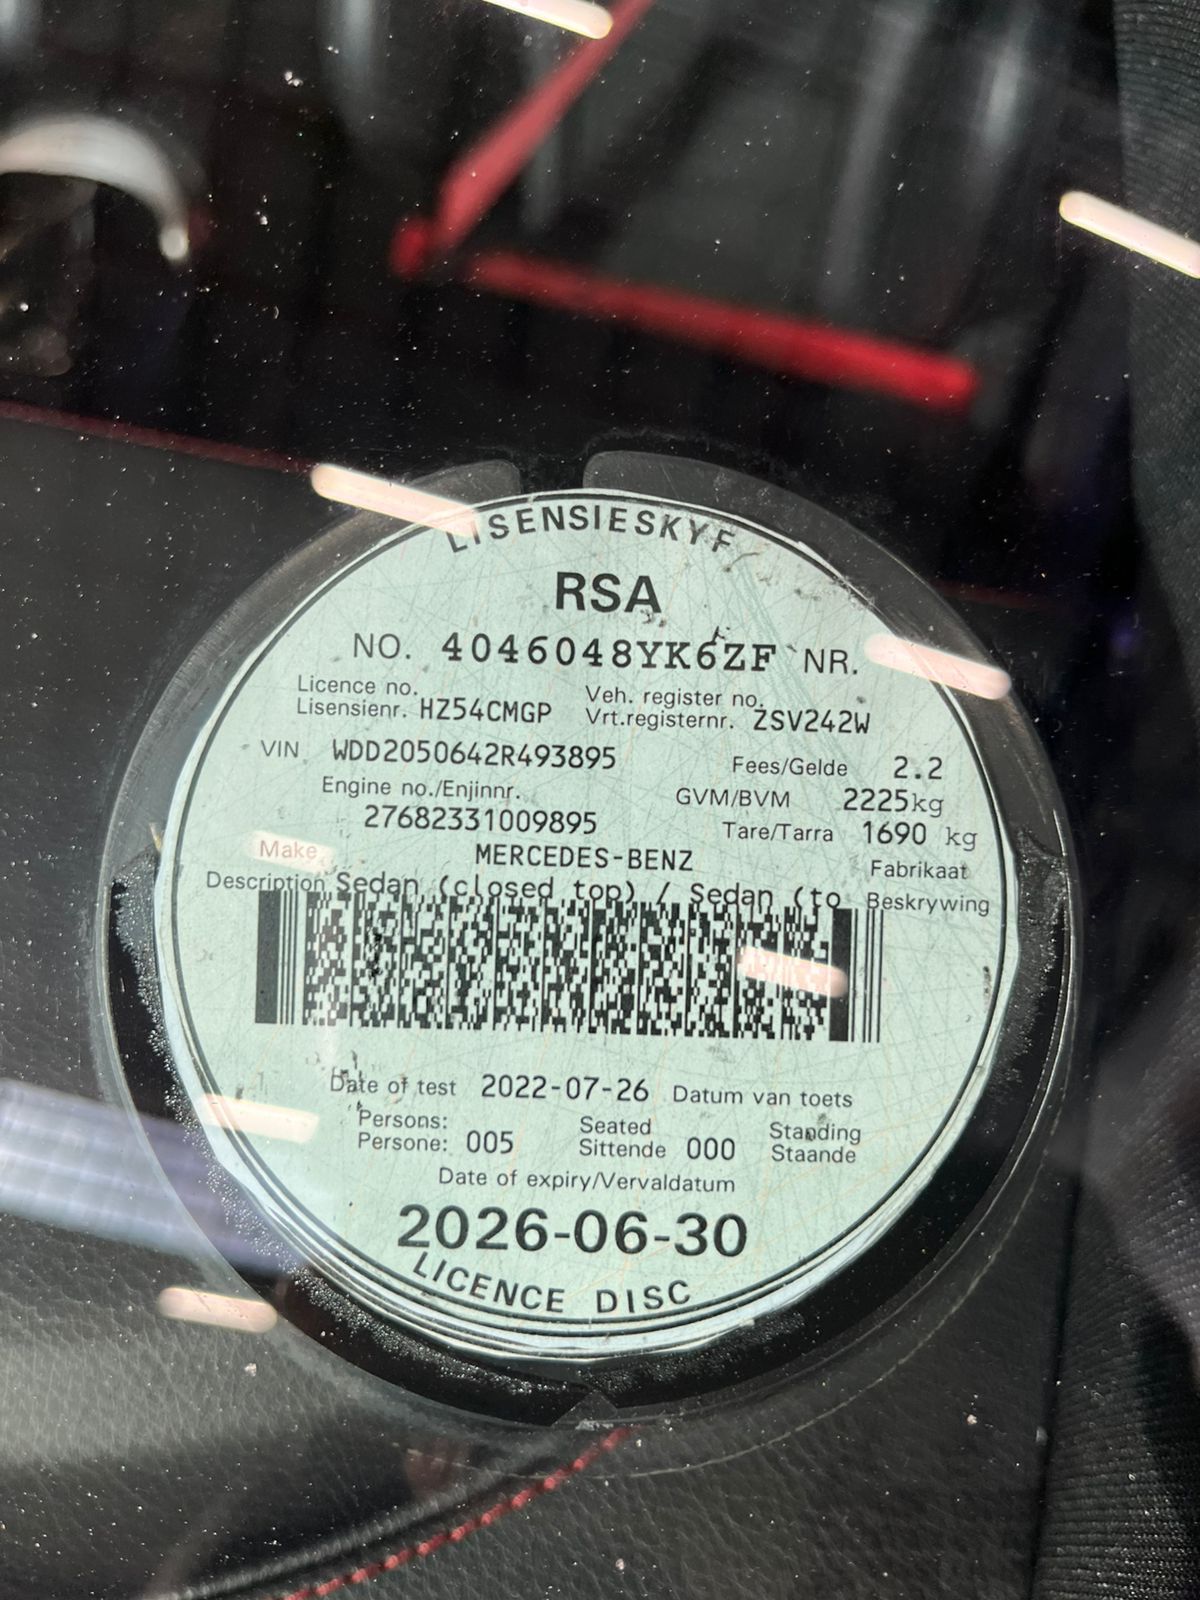 LISENSIESKYF
RSA
NO. 4046048YK6ZF NR.
Licence no. Veh. register no.
Lisensienr. HZ54CMGP Vrt.registernr. ZSV242W
VIN WDD2050642R493895 Fees/Gelde 2.2
Engine no./Enjinnr. GVM/BVM 2225kg
27682331009895 Tare/Tarra 1690 kg
Make MERCEDES-BENZ Fabrikaat
Description Sedan (closed top) / Sedan (to Beskrywing
Date of test 2022-07-26 Datum van toets
Persons: Seated Standing
Persone: 005 Sittende 000 Staande
Date of expiry/Vervaldatum
2026-06-30
LICENCE DISC